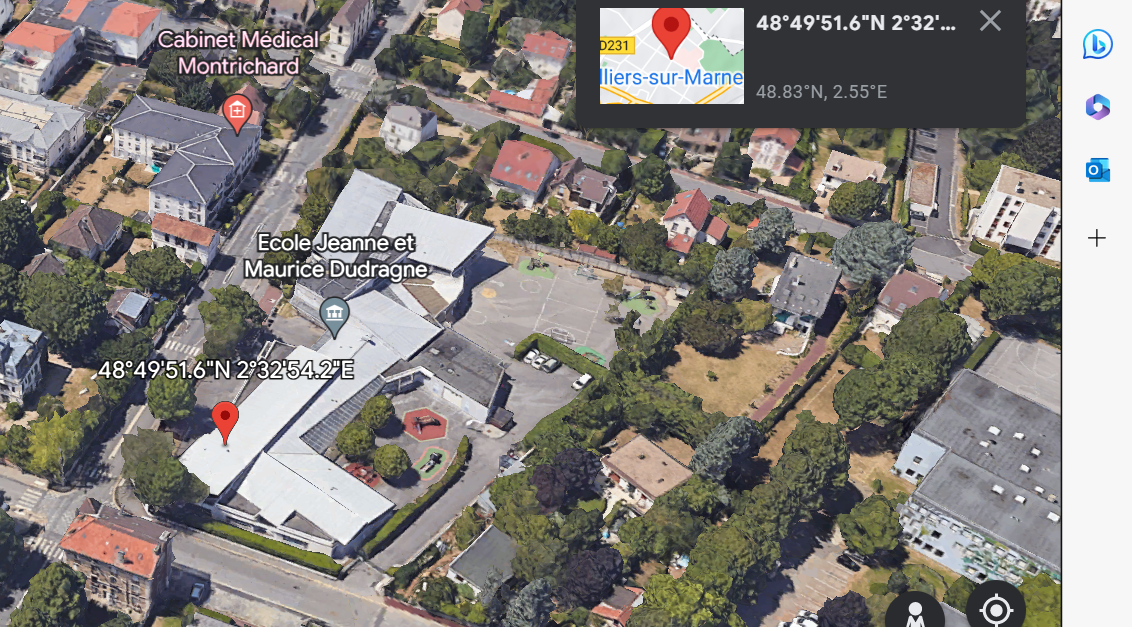 48°49'51.6"N 2°32'...
D231
lliers-sur-Marne
48.83°N, 2.55°E
Cabinet Médical
Montrichard
Ecole Jeanne et
Maurice Dudragne
48°49'51.6"N 2°32'54.2"E